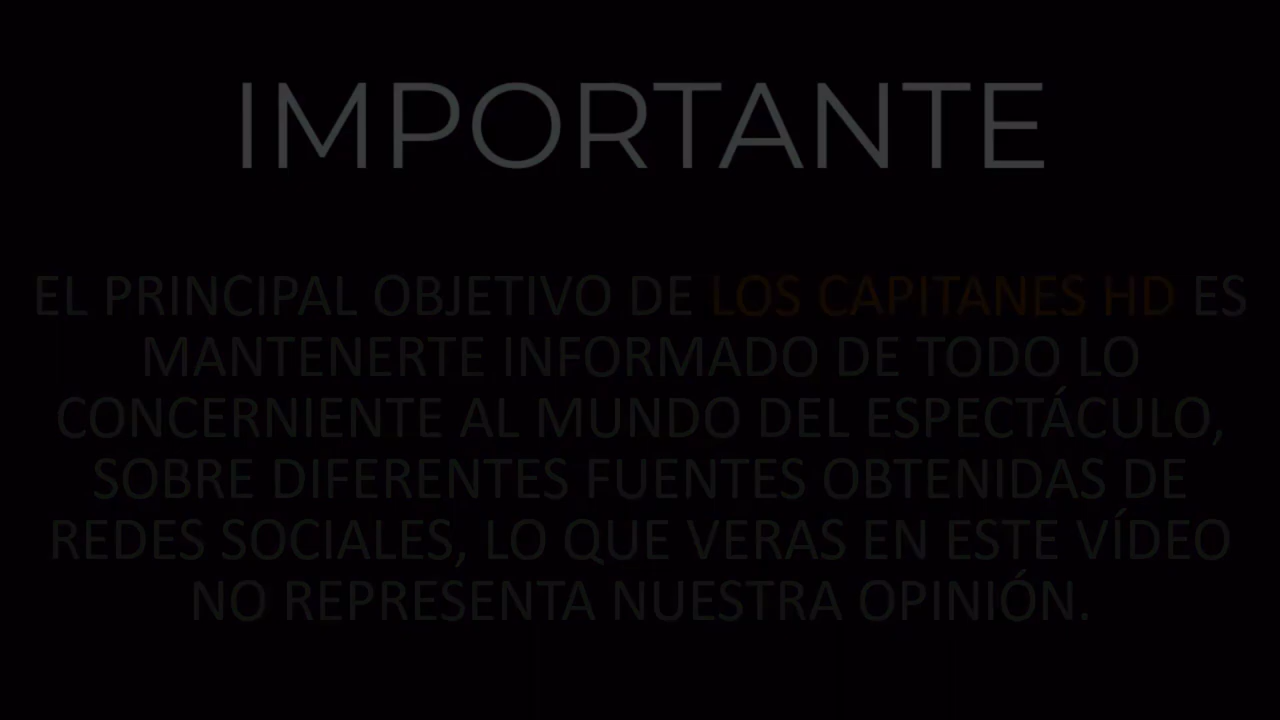 IMPORTANTE
EL PRINCIPAL OBJETIVO DE LOS CAPITANES HD ES
MANTENERTE INFORMADO DE TODO LO
CONCERNIENTE AL MUNDO DEL ESPECTÁCULO,
SOBRE DIFERENTES FUENTES OBTENIDAS DE
REDES SOCIALES, LO QUE VERAS EN ESTE VÍDEO
NO REPRESENTA NUESTRA OPINIÓN.